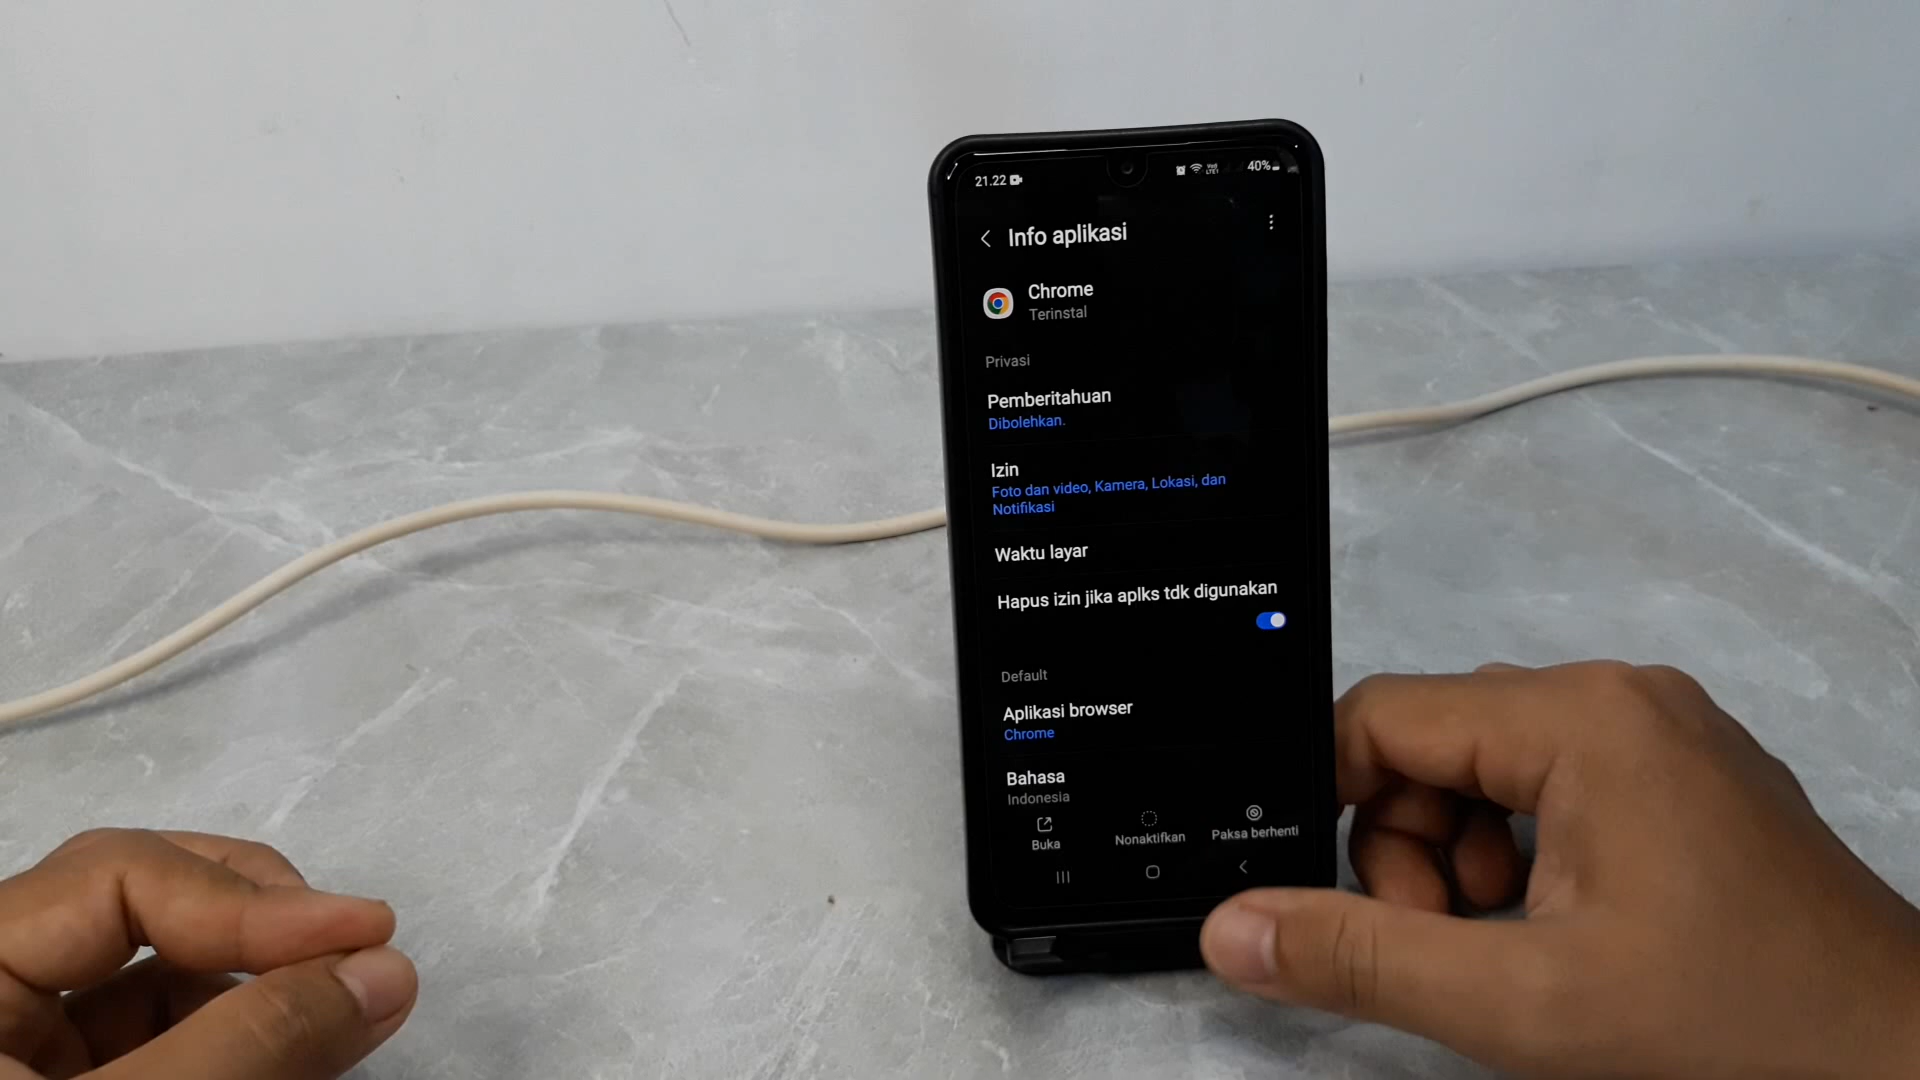 21.22
40%
Info aplikasi
Chrome
Terinstal
Privasi
Pemberitahuan
Dibolehkan.
Izin
Foto dan video, Kamera, Lokasi, dan
Notifikasi
Waktu layar
Hapus izin jika aplks tdk digunakan
Default
Aplikasi browser
Chrome
Bahasa
Indonesia
Buka
Nonaktifkan
Paksa berhenti